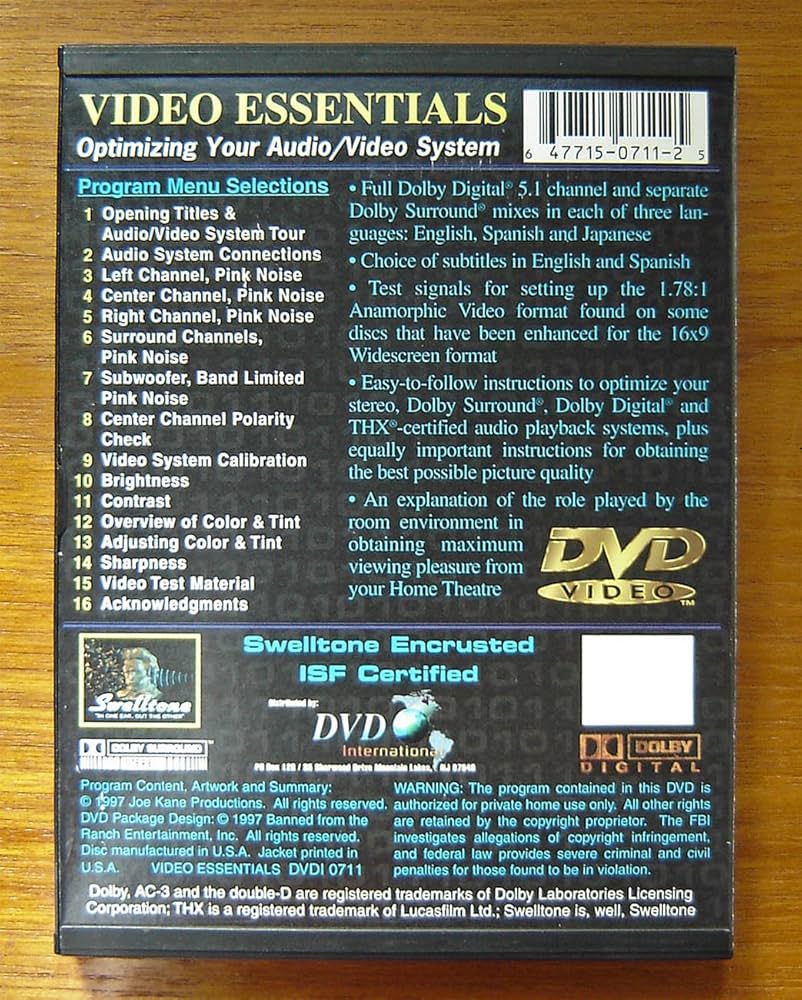 VIDEO ESSENTIALS
Optimizing Your Audio/Video System
6 47715-0711-2 5
Program Menu Selections
1 Opening Titles &
Audio/Video System Tour
2 Audio System Connections
3 Left Channel, Pink Noise
4 Center Channel, Pink Noise
5 Right Channel, Pink Noise
6 Surround Channels,
Pink Noise
7 Subwoofer, Band Limited
Pink Noise
8 Center Channel Polarity
Check
9 Video System Calibration
10 Brightness
11 Contrast
12 Overview of Color & Tint
13 Adjusting Color & Tint
14 Sharpness
15 Video Test Material
16 Acknowledgments
• Full Dolby Digital® 5.1 channel and separate
Dolby Surround® mixes in each of three lan-
guages: English, Spanish and Japanese
• Choice of subtitles in English and Spanish
• Test signals for setting up the 1.78:1
Anamorphic Video format found on some
discs that have been enhanced for the 16x9
Widescreen format
• Easy-to-follow instructions to optimize your
stereo, Dolby Surround®, Dolby Digital® and
THX®-certified audio playback systems, plus
equally important instructions for obtaining
the best possible picture quality
• An explanation of the role played by the
room environment in
obtaining maximum
viewing pleasure from
your Home Theatre
DVD
VIDEO™
Swelltone Encrusted
ISF Certified
Swelltone
"IN ONE EAR, OUT THE OTHER"
DOLBY SURROUND™
Distributed by:
DVD
International
PO Box 129 / 35 Sherwood Drive Mountain Lakes, NJ 07046
DOLBY
DIGITAL
Program Content, Artwork and Summary:
© 1997 Joe Kane Productions. All rights reserved.
DVD Package Design: © 1997 Banned from the
Ranch Entertainment, Inc. All rights reserved.
Disc manufactured in U.S.A. Jacket printed in
U.S.A. VIDEO ESSENTIALS DVDI 0711
WARNING: The program contained in this DVD is
authorized for private home use only. All other rights
are retained by the copyright proprietor. The FBI
investigates allegations of copyright infringement,
and federal law provides severe criminal and civil
penalties for those found to be in violation.
Dolby, AC-3 and the double-D are registered trademarks of Dolby Laboratories Licensing
Corporation; THX is a registered trademark of Lucasfilm Ltd.; Swelltone is, well, Swelltone